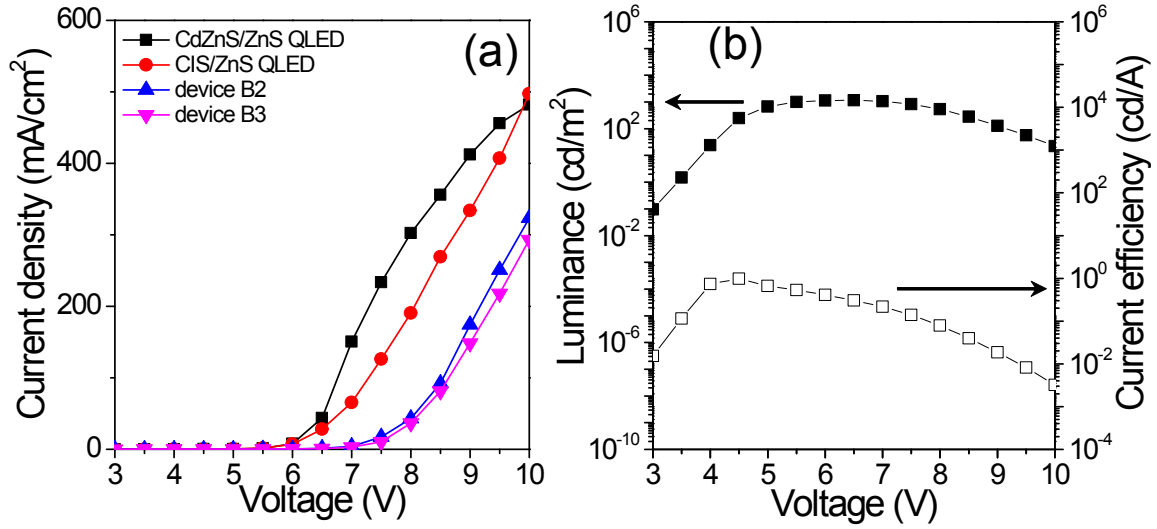 (a)
CdZnS/ZnS QLED
CIS/ZnS QLED
device B2
device B3
Current density (mA/cm²)
600
400
200
0
3 4 5 6 7 8 9 10
Voltage (V)
(b)
Luminance (cd/m²)
10⁶
10²
10⁻²
10⁻⁶
10⁻¹⁰
3 4 5 6 7 8 9 10
Voltage (V)
10⁶
10⁴
10²
10⁰
10⁻²
10⁻⁴
Current efficiency (cd/A)